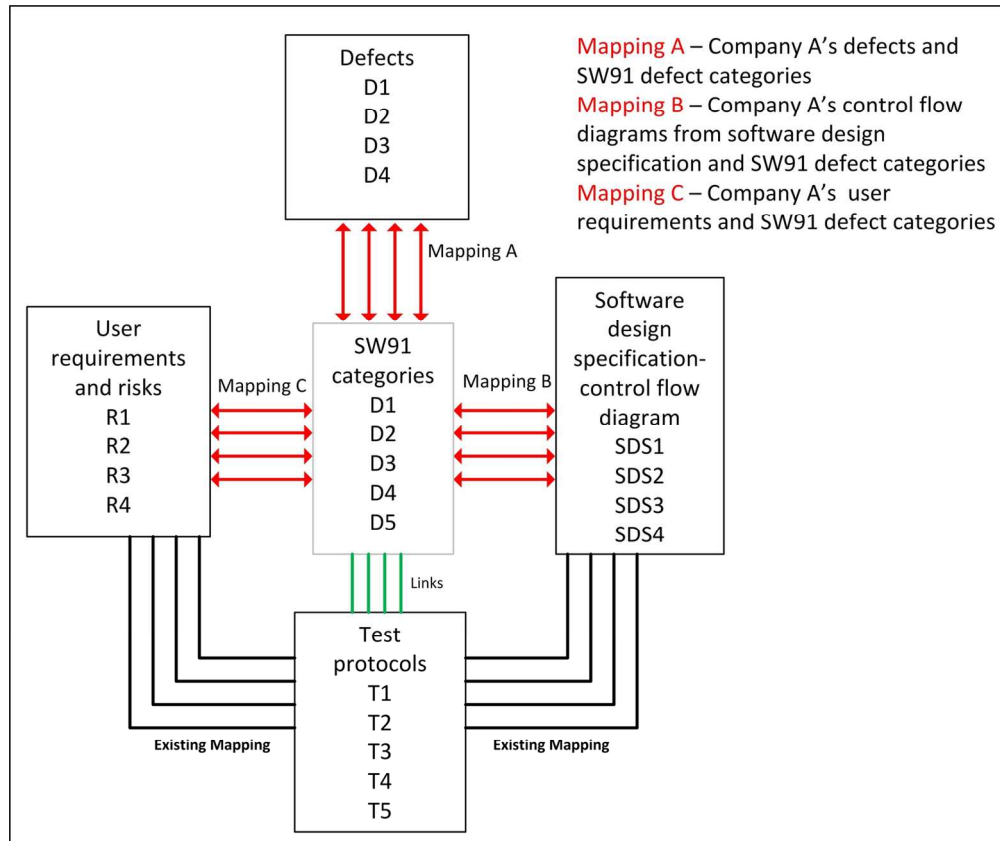 Defects
D1
D2
D3
D4
Mapping A – Company A's defects and
SW91 defect categories
Mapping B – Company A's control flow
diagrams from software design
specification and SW91 defect categories
Mapping C – Company A's user
requirements and SW91 defect categories
Mapping A
User
requirements
and risks
R1
R2
R3
R4
Mapping C
SW91
categories
D1
D2
D3
D4
D5
Mapping B
Software
design
specification-
control flow
diagram
SDS1
SDS2
SDS3
SDS4
Links
Test
protocols
T1
T2
T3
T4
T5
Existing Mapping
Existing Mapping